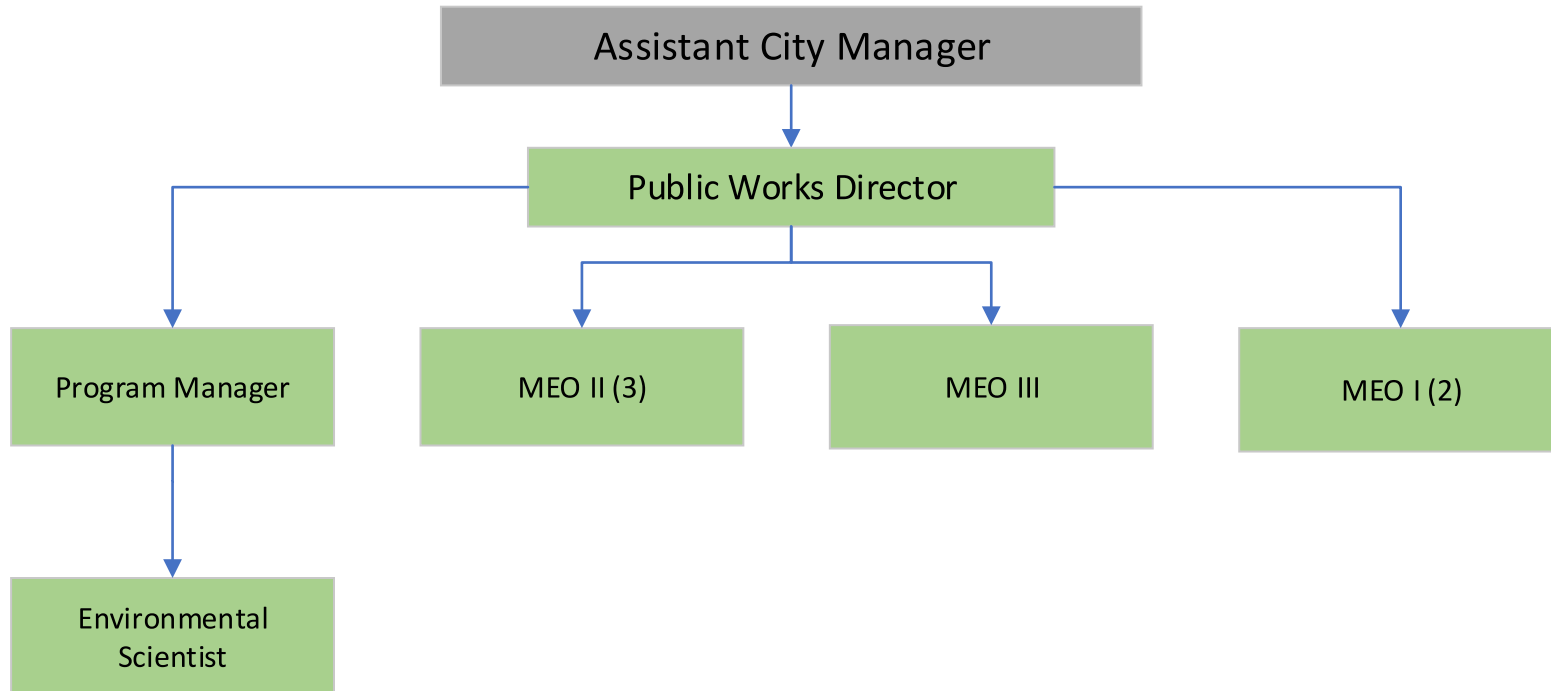 Assistant City Manager
Public Works Director
Program Manager
MEO II (3)
MEO III
MEO I (2)
Environmental
Scientist